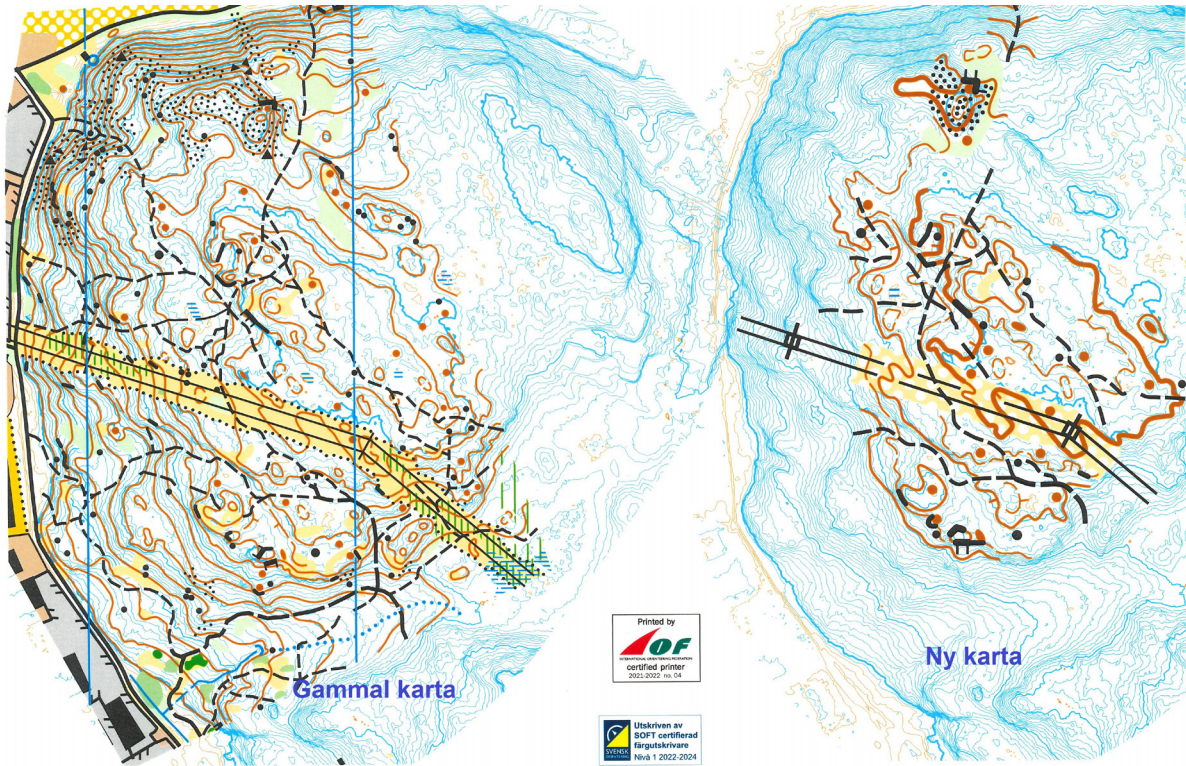 Printed by
IOF
INTERNATIONAL ORIENTEERING FEDERATION
certified printer
2021-2022 no. 04
Ny karta
Gammal karta
Utskriven av
SOFT certifierad
färgutskrivare
Nivå 1 2022-2024
SVENSK
ORIENTERING